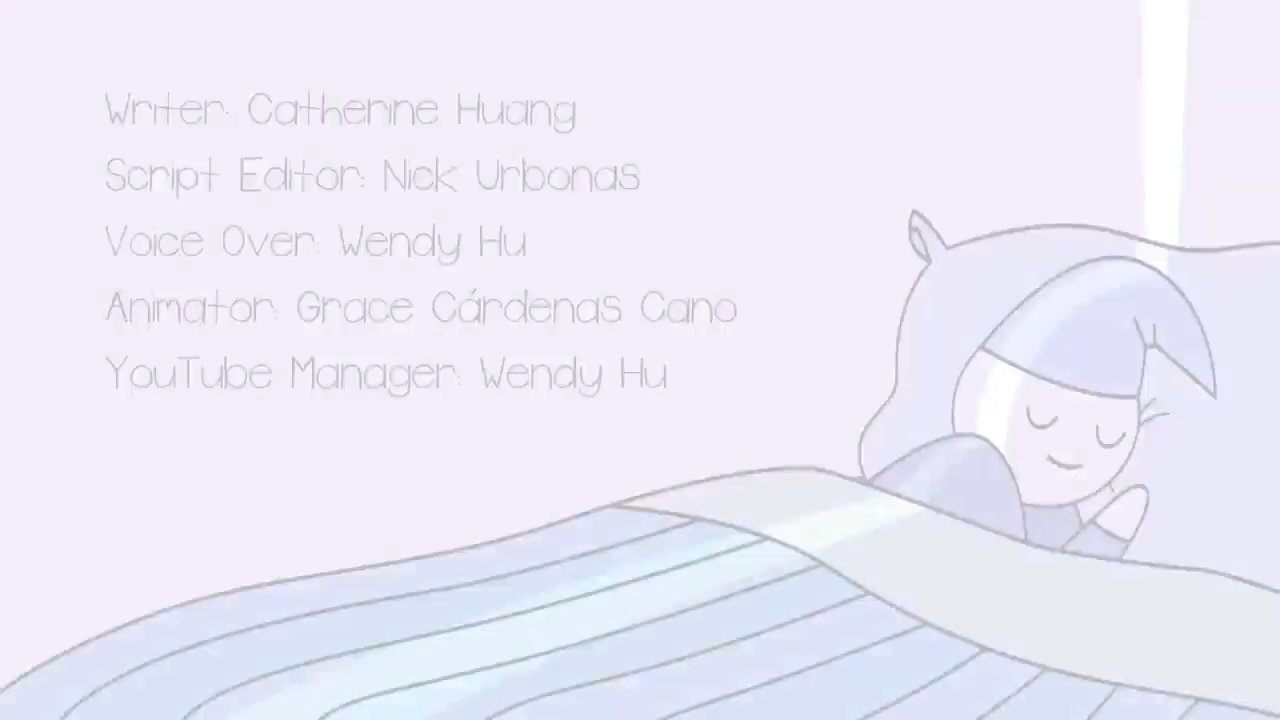 Writer: Catherine Huang
Script Editor: Nick Urbonas
Voice Over: Wendy Hu
Animator: Grace Cárdenas Cano
YouTube Manager: Wendy Hu